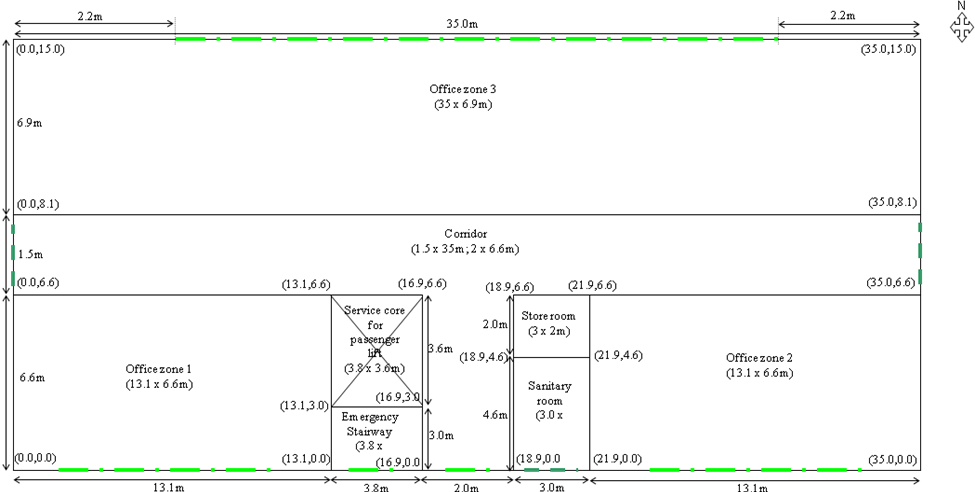 2.2m
35.0m
2.2m
N
(0.0,15.0)
(35.0,15.0)
Office zone 3
(35 x 6.9m)
6.9m
(0.0,8.1)
(35.0,8.1)
Corridor
(1.5 x 35m; 2 x 6.6m)
1.5m
(0.0,6.6)
(13.1,6.6)
(16.9,6.6)
(18.9,6.6)
(21.9,6.6)
(35.0,6.6)
Service core
for
passenger
lift
(3.8 x 3.6m)
3.6m
2.0m
Store room
(3 x 2m)
(18.9,4.6)
(21.9,4.6)
Office zone 1
(13.1 x 6.6m)
Office zone 2
(13.1 x 6.6m)
6.6m
Sanitary
room
(3.0 x
4.6m
(16.9,3.0
(13.1,3.0)
Emergency
Stairway
(3.8 x
3.0m
(0.0,0.0)
(13.1,0.0)
(16.9,0.0
(18.9,0.0
(21.9,0.0)
(35.0,0.0)
13.1m
3.8m
2.0m
3.0m
13.1m